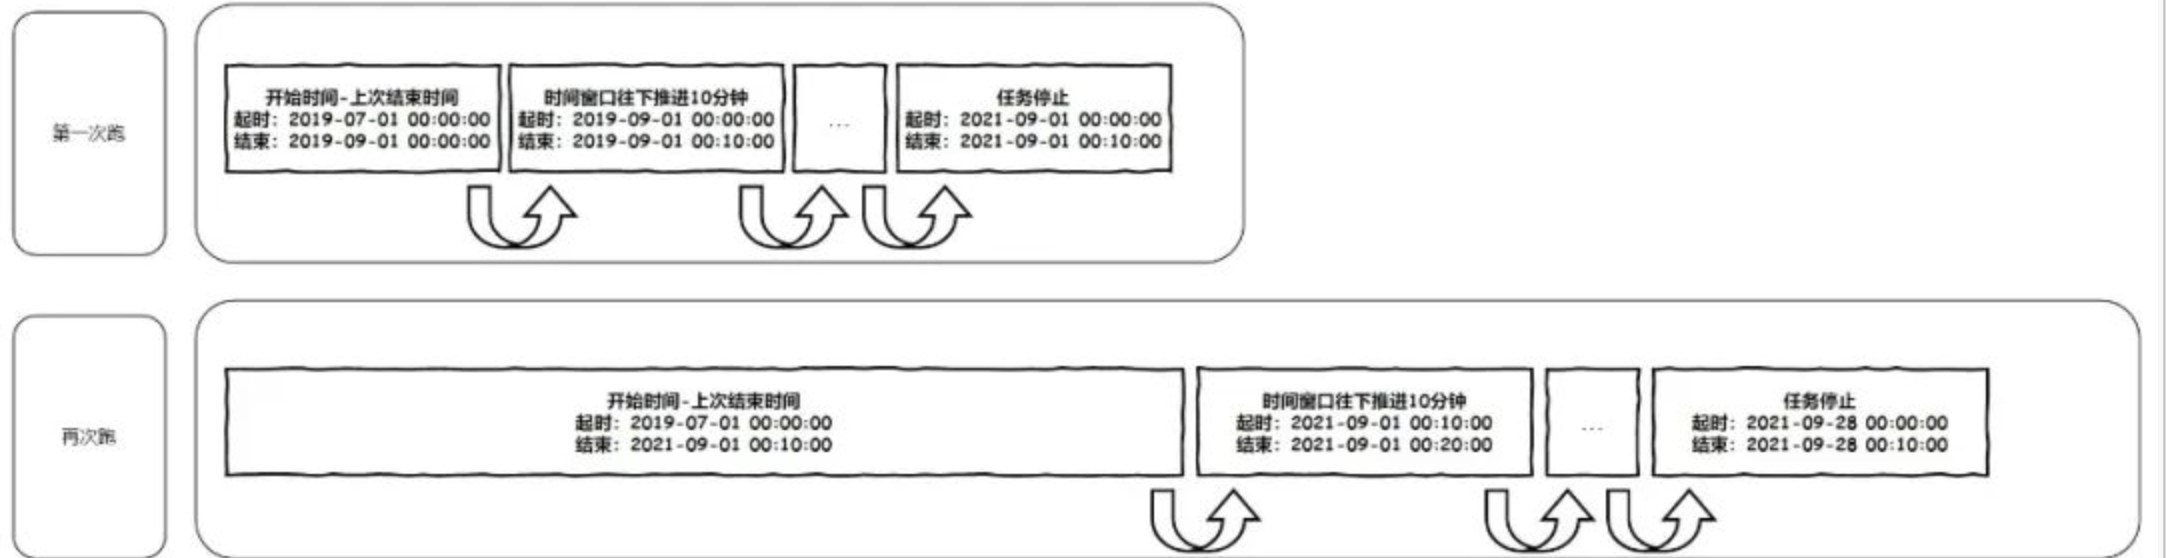 第一次跑
开始时间-上次结束时间
起时: 2019-07-01 00:00:00
结束: 2019-09-01 00:00:00
时间窗口往下推进10分钟
起时: 2019-09-01 00:00:00
结束: 2019-09-01 00:10:00
...
任务停止
起时: 2021-09-01 00:00:00
结束: 2021-09-01 00:10:00
再次跑
开始时间-上次结束时间
起时: 2019-07-01 00:00:00
结束: 2021-09-01 00:10:00
时间窗口往下推进10分钟
起时: 2021-09-01 00:10:00
结束: 2021-09-01 00:20:00
...
任务停止
起时: 2021-09-28 00:00:00
结束: 2021-09-28 00:10:00